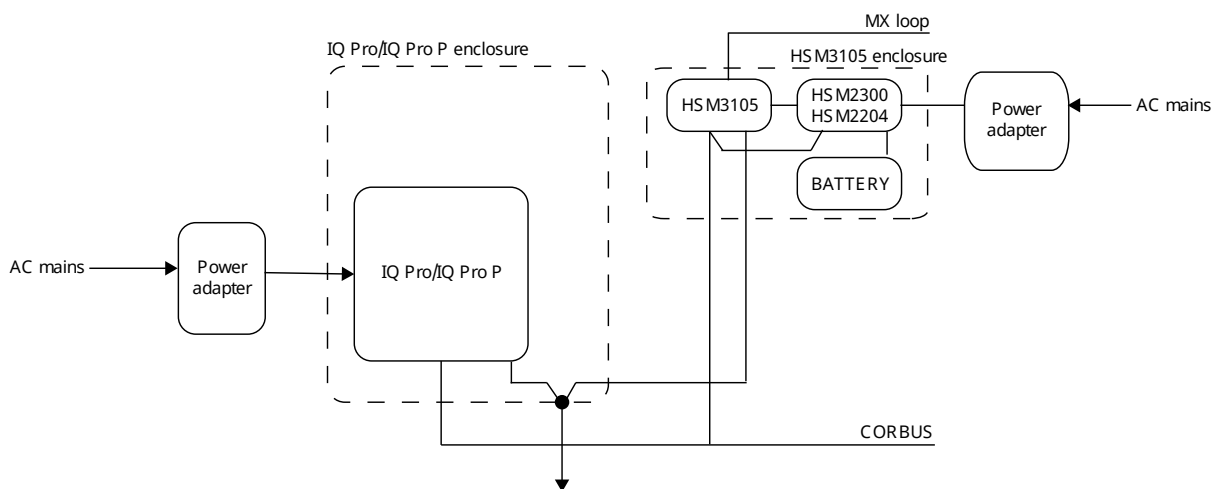 MX loop
IQ Pro/IQ Pro P enclosure
HSM3105 enclosure
HSM3105
HSM2300
HSM2204
Power
adapter
AC mains
BATTERY
AC mains
Power
adapter
IQ Pro/IQ Pro P
CORBUS